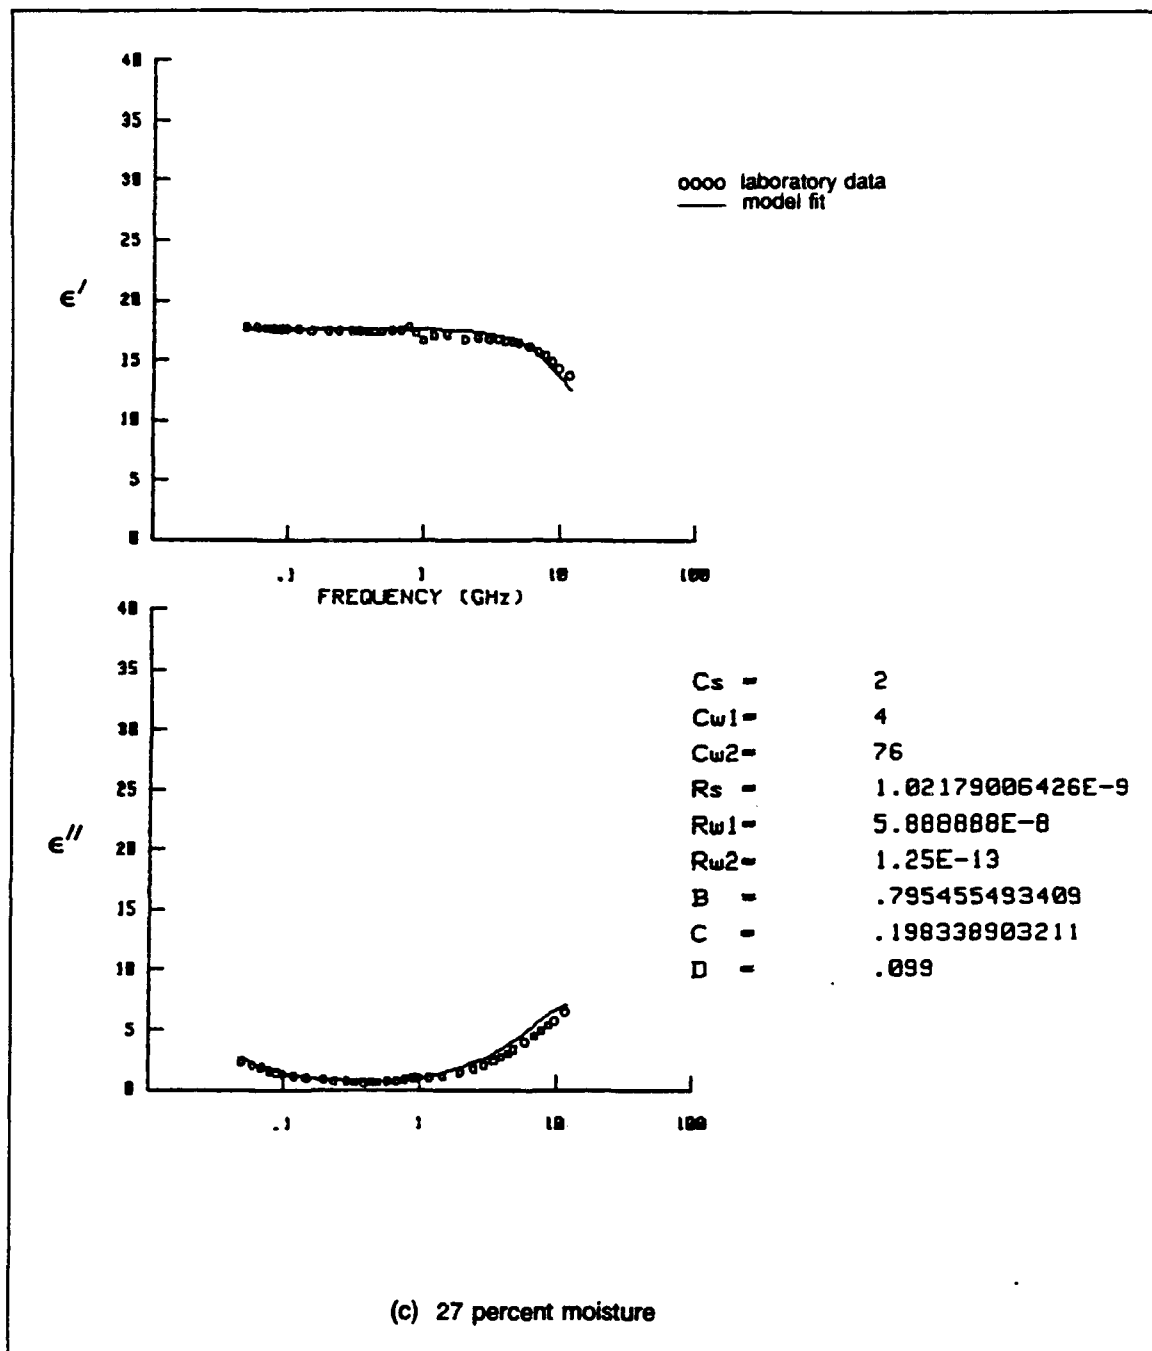 40
35
30
25
ϵ′ 20
15
10
5
0
.1 1 10 100
FREQUENCY (GHz)
oooo laboratory data
—— model fit
40
35
30
25
ϵ″ 20
15
10
5
0
.1 1 10 100
Cs = 2
Cw1= 4
Cw2= 76
Rs = 1.02179006426E-9
Rw1= 5.888888E-8
Rw2= 1.25E-13
B = .795455493409
C = .198338903211
D = .099
(c) 27 percent moisture